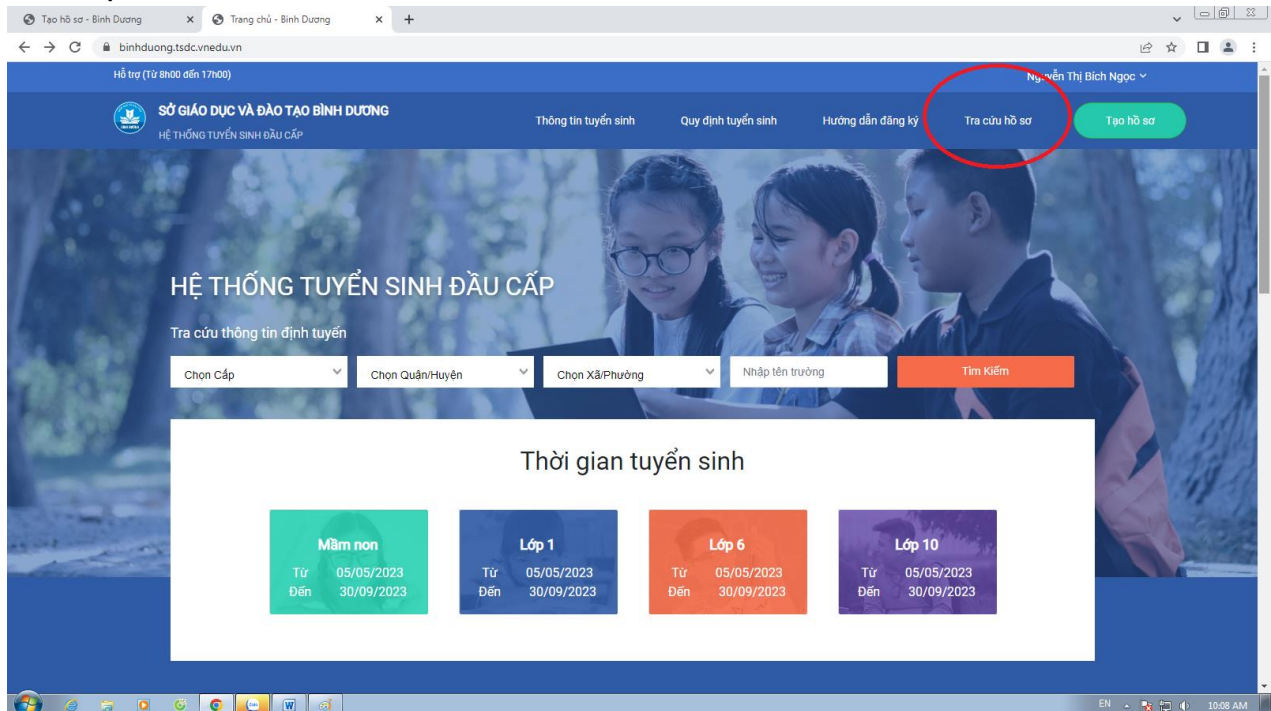 Tạo hồ sơ - Bình Dương
Trang chủ - Bình Dương
binhduong.tsdc.vnedu.vn
Hỗ trợ (Từ 8h00 đến 17h00)
Nguyễn Thị Bích Ngọc
SỞ GIÁO DỤC VÀ ĐÀO TẠO BÌNH DƯƠNG
HỆ THỐNG TUYỂN SINH ĐẦU CẤP
Thông tin tuyển sinh
Quy định tuyển sinh
Hướng dẫn đăng ký
Tra cứu hồ sơ
Tạo hồ sơ
HỆ THỐNG TUYỂN SINH ĐẦU CẤP
Tra cứu thông tin định tuyến
Chọn Cấp
Chọn Quận/Huyện
Chọn Xã/Phường
Nhập tên trường
Tìm Kiếm
Thời gian tuyển sinh
Mầm non
Từ 05/05/2023
Đến 30/09/2023
Lớp 1
Từ 05/05/2023
Đến 30/09/2023
Lớp 6
Từ 05/05/2023
Đến 30/09/2023
Lớp 10
Từ 05/05/2023
Đến 30/09/2023
EN
10:08 AM